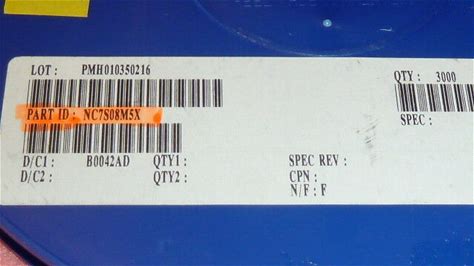 LOT : PMH010350216
QTY : 3000
PART ID : NC7S08M5X
SPEC :
D/C1 : B0042AD QTY1 : SPEC REV :
D/C2 : QTY2 : CPN :
N/F : F